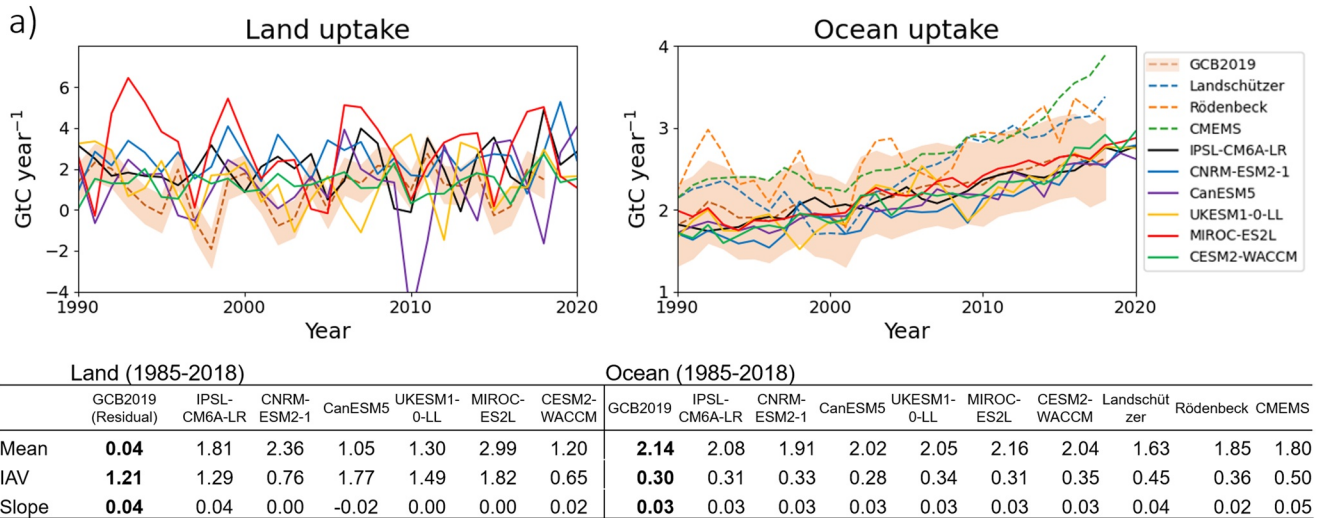 a)
Land uptake
GtC year⁻¹
6
4
2
0
−2
−4
1990
2000
2010
2020
Year
Ocean uptake
GtC year⁻¹
4
3
2
1
1990
2000
2010
2020
Year
GCB2019
Landschützer
Rödenbeck
CMEMS
IPSL-CM6A-LR
CNRM-ESM2-1
CanESM5
UKESM1-0-LL
MIROC-ES2L
CESM2-WACCM
Land (1985-2018) Ocean (1985-2018)
GCB2019 (Residual) IPSL-CM6A-LR CNRM-ESM2-1 CanESM5 UKESM1-0-LL MIROC-ES2L CESM2-WACCM GCB2019 IPSL-CM6A-LR CNRM-ESM2-1 CanESM5 UKESM1-0-LL MIROC-ES2L CESM2-WACCM Landschützer Rödenbeck CMEMS
Mean 0.04 1.81 2.36 1.05 1.30 2.99 1.20 2.14 2.08 1.91 2.02 2.05 2.16 2.04 1.63 1.85 1.80
IAV 1.21 1.29 0.76 1.77 1.49 1.82 0.65 0.30 0.31 0.33 0.28 0.34 0.31 0.35 0.45 0.36 0.50
Slope 0.04 0.04 0.00 -0.02 0.00 0.00 0.02 0.03 0.03 0.03 0.03 0.03 0.03 0.03 0.04 0.02 0.05